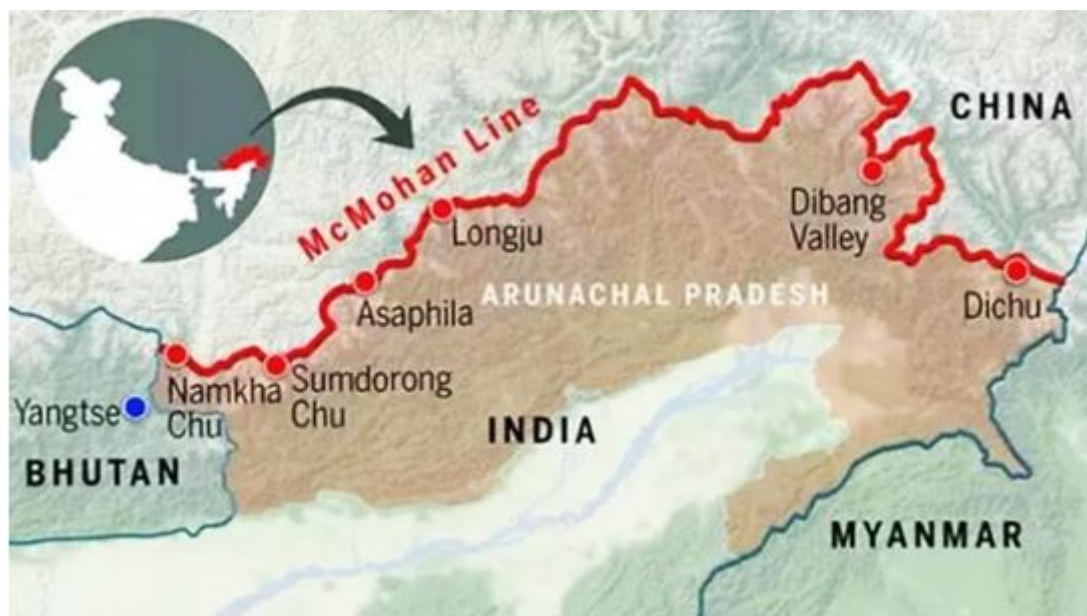 CHINA
McMohan Line
Dibang
Valley
Longju
Asaphila
ARUNACHAL PRADESH
Dichu
Namkha
Chu
Sumdorong
Chu
Yangtse
INDIA
BHUTAN
MYANMAR